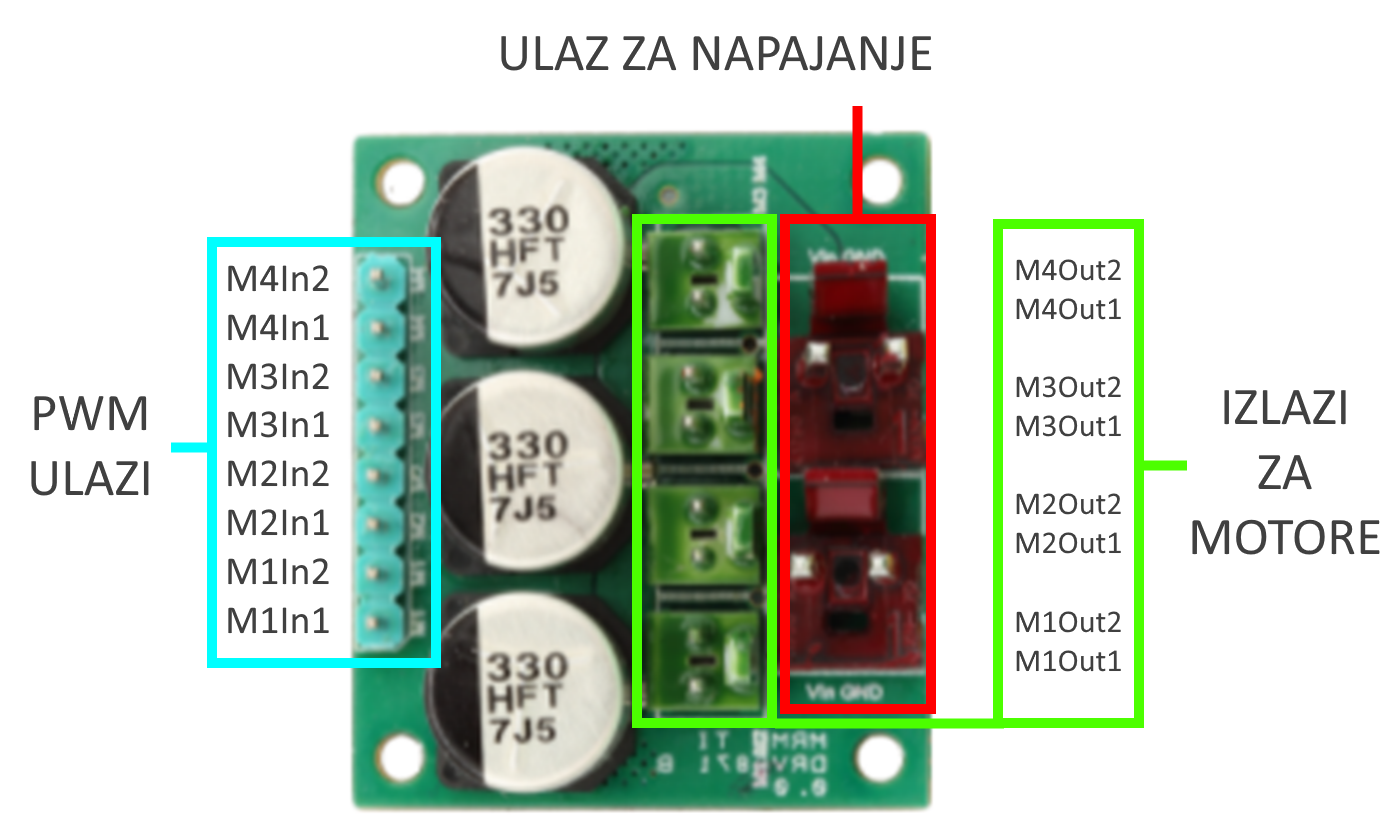 ULAZ ZA NAPAJANJE
PWM
ULAZI
M4In2
M4In1
M3In2
M3In1
M2In2
M2In1
M1In2
M1In1
330
HFT
7J5
330
HFT
7J5
330
HFT
7J5
Vin GND
Vin GND
M4Out2
M4Out1
M3Out2
M3Out1
M2Out2
M2Out1
M1Out2
M1Out1
IZLAZI
ZA
MOTORE